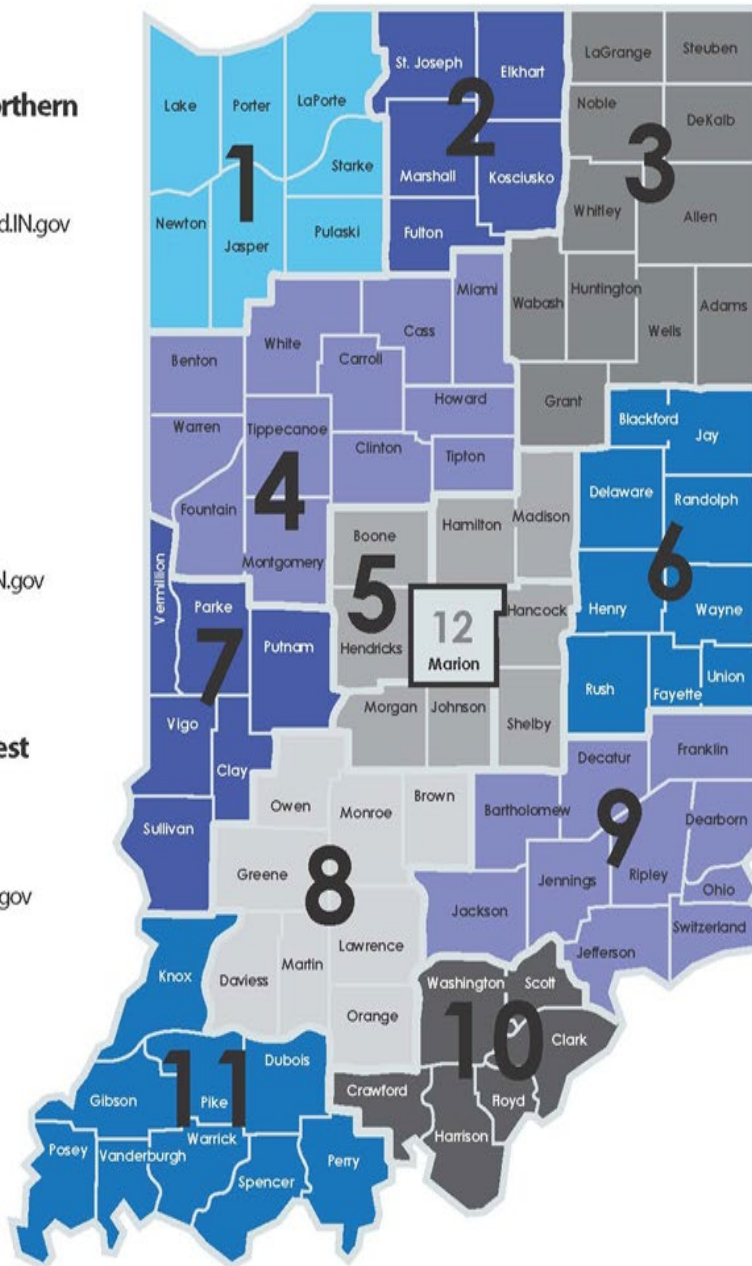 orthern
d.IN.gov
N.gov
est
gov
Lake
Porter
LaPorte
1
Starke
Newton
Jasper
Pulaski
St. Joseph
Elkhart
2
Marshall
Kosciusko
Fulton
LaGrange
Steuben
Noble
DeKalb
3
Whitley
Allen
Wabash
Huntington
Wells
Adams
Grant
Benton
White
Cass
Miami
Carroll
Howard
Warren
Tippecanoe
Clinton
Tipton
4
Fountain
Montgomery
Boone
Hamilton
Madison
5
Hendricks
Hancock
12
Marion
Morgan
Johnson
Shelby
Blackford
Jay
Delaware
Randolph
6
Henry
Wayne
Rush
Fayette
Union
Vermillion
Parke
7
Putnam
Vigo
Clay
Sullivan
Owen
Monroe
Brown
Greene
8
Lawrence
Daviess
Martin
Orange
Decatur
Franklin
Bartholomew
9
Dearborn
Jennings
Ripley
Ohio
Jackson
Switzerland
Jefferson
Washington
Scott
10
y
Clark
Crawford
Floyd
Harrison
Knox
Dubois
11
Gibson
Pike
Posey
Vanderburgh
Warrick
Spencer
Perry